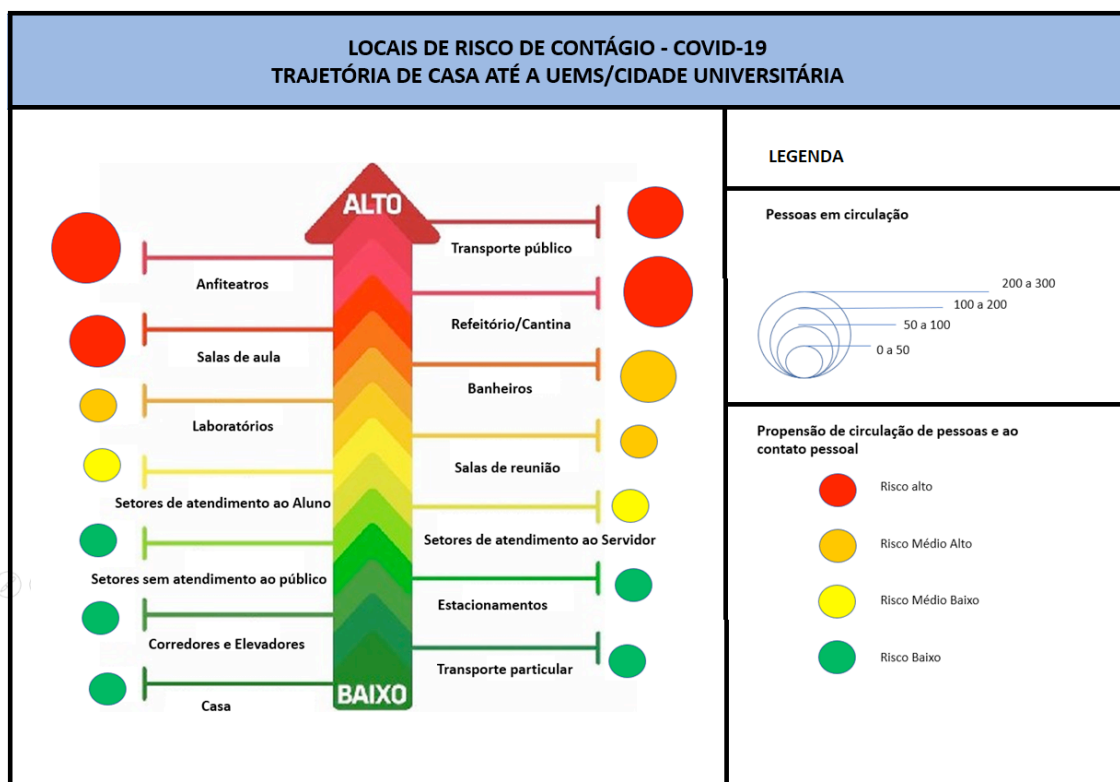 LOCAIS DE RISCO DE CONTÁGIO - COVID-19
TRAJETÓRIA DE CASA ATÉ A UEMS/CIDADE UNIVERSITÁRIA
ALTO
Transporte público
Anfiteatros
Refeitório/Cantina
Salas de aula
Banheiros
Laboratórios
Salas de reunião
Setores de atendimento ao Aluno
Setores de atendimento ao Servidor
Setores sem atendimento ao público
Estacionamentos
Corredores e Elevadores
Transporte particular
BAIXO
Casa
LEGENDA
Pessoas em circulação
200 a 300
100 a 200
50 a 100
0 a 50
Propensão de circulação de pessoas e ao
contato pessoal
Risco alto
Risco Médio Alto
Risco Médio Baixo
Risco Baixo